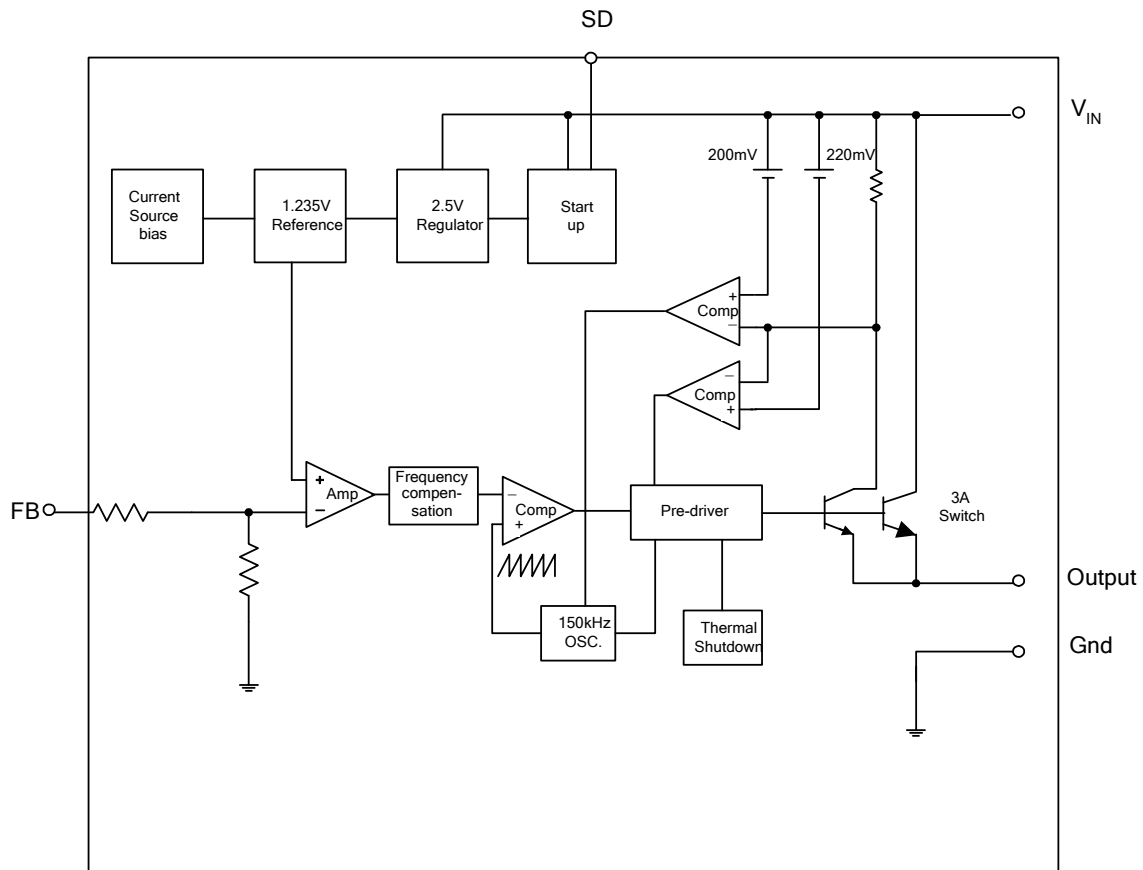 SD
V_IN
200mV
220mV
Current
Source
bias
1.235V
Reference
2.5V
Regulator
Start
up
+
Comp
−
−
Comp
+
FB
+
Amp
−
Frequency
compen-
sation
−
Comp
+
Pre-driver
3A
Switch
Output
150kHz
OSC.
Thermal
Shutdown
Gnd